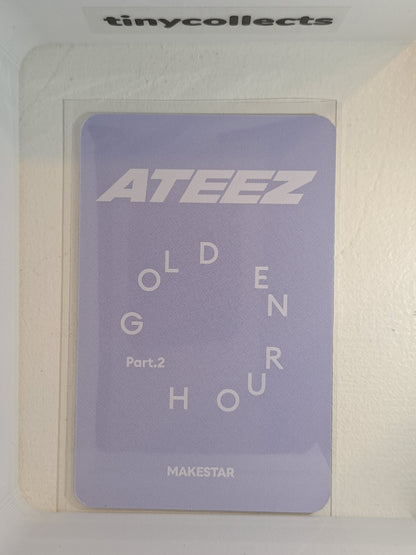 tinycollects
ATEEZ
GOLDEN
HOUR
Part.2
MAKESTAR